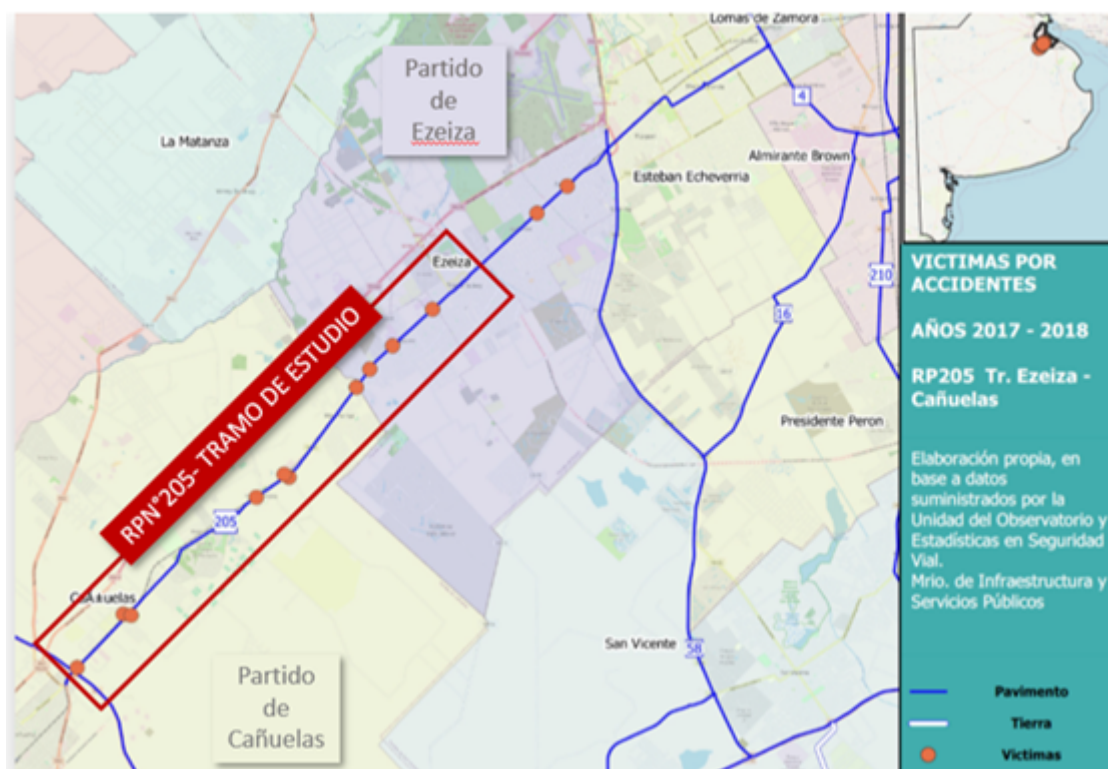 Lomas de Zamora
Partido
de
Ezeiza
La Matanza
4
Almirante Brown
Esteban Echeverria
Ezeiza
210
16
RPN°205- TRAMO DE ESTUDIO
Presidente Peron
205
CaÑuelas
San Vicente
58
Partido
de
Cañuelas
VICTIMAS POR
ACCIDENTES
AÑOS 2017 - 2018
RP205 Tr. Ezeiza -
Cañuelas
Elaboración propia, en
base a datos
suministrados por la
Unidad del Observatorio y
Estadísticas en Seguridad
Vial.
Mrio. de Infraestructura y
Servicios Públicos
Pavimento
Tierra
Victimas